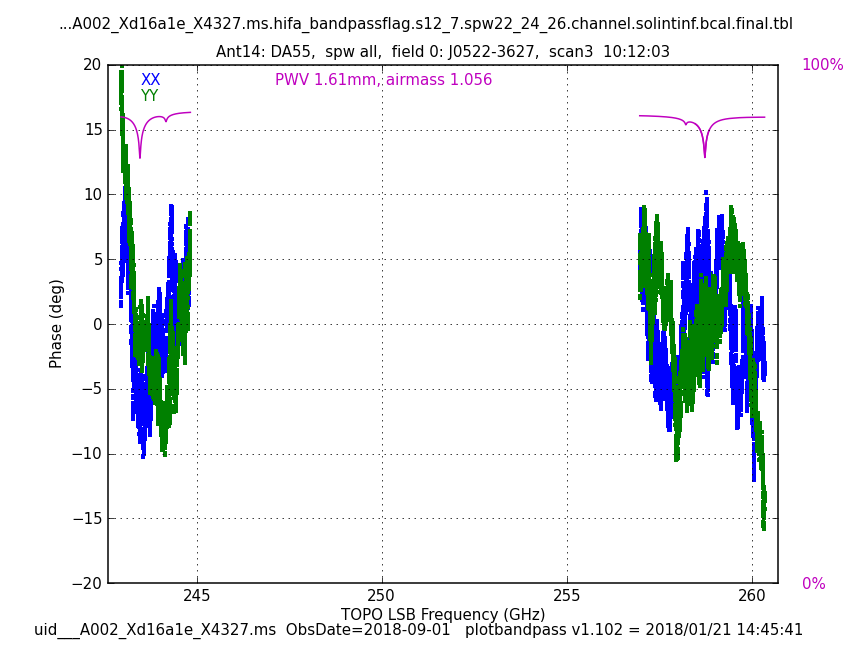 ...A002_Xd16a1e_X4327.ms.hifa_bandpassflag.s12_7.spw22_24_26.channel.solintinf.bcal.final.tbl
Ant14: DA55,  spw all,  field 0: J0522-3627,  scan3  10:12:03
20
100%
XX
PWV 1.61mm, airmass 1.056
YY
15
10
5
0
Phase (deg)
−5
−10
−15
−20
0%
245
250
255
260
TOPO LSB Frequency (GHz)
uid___A002_Xd16a1e_X4327.ms  ObsDate=2018-09-01   plotbandpass v1.102 = 2018/01/21 14:45:41